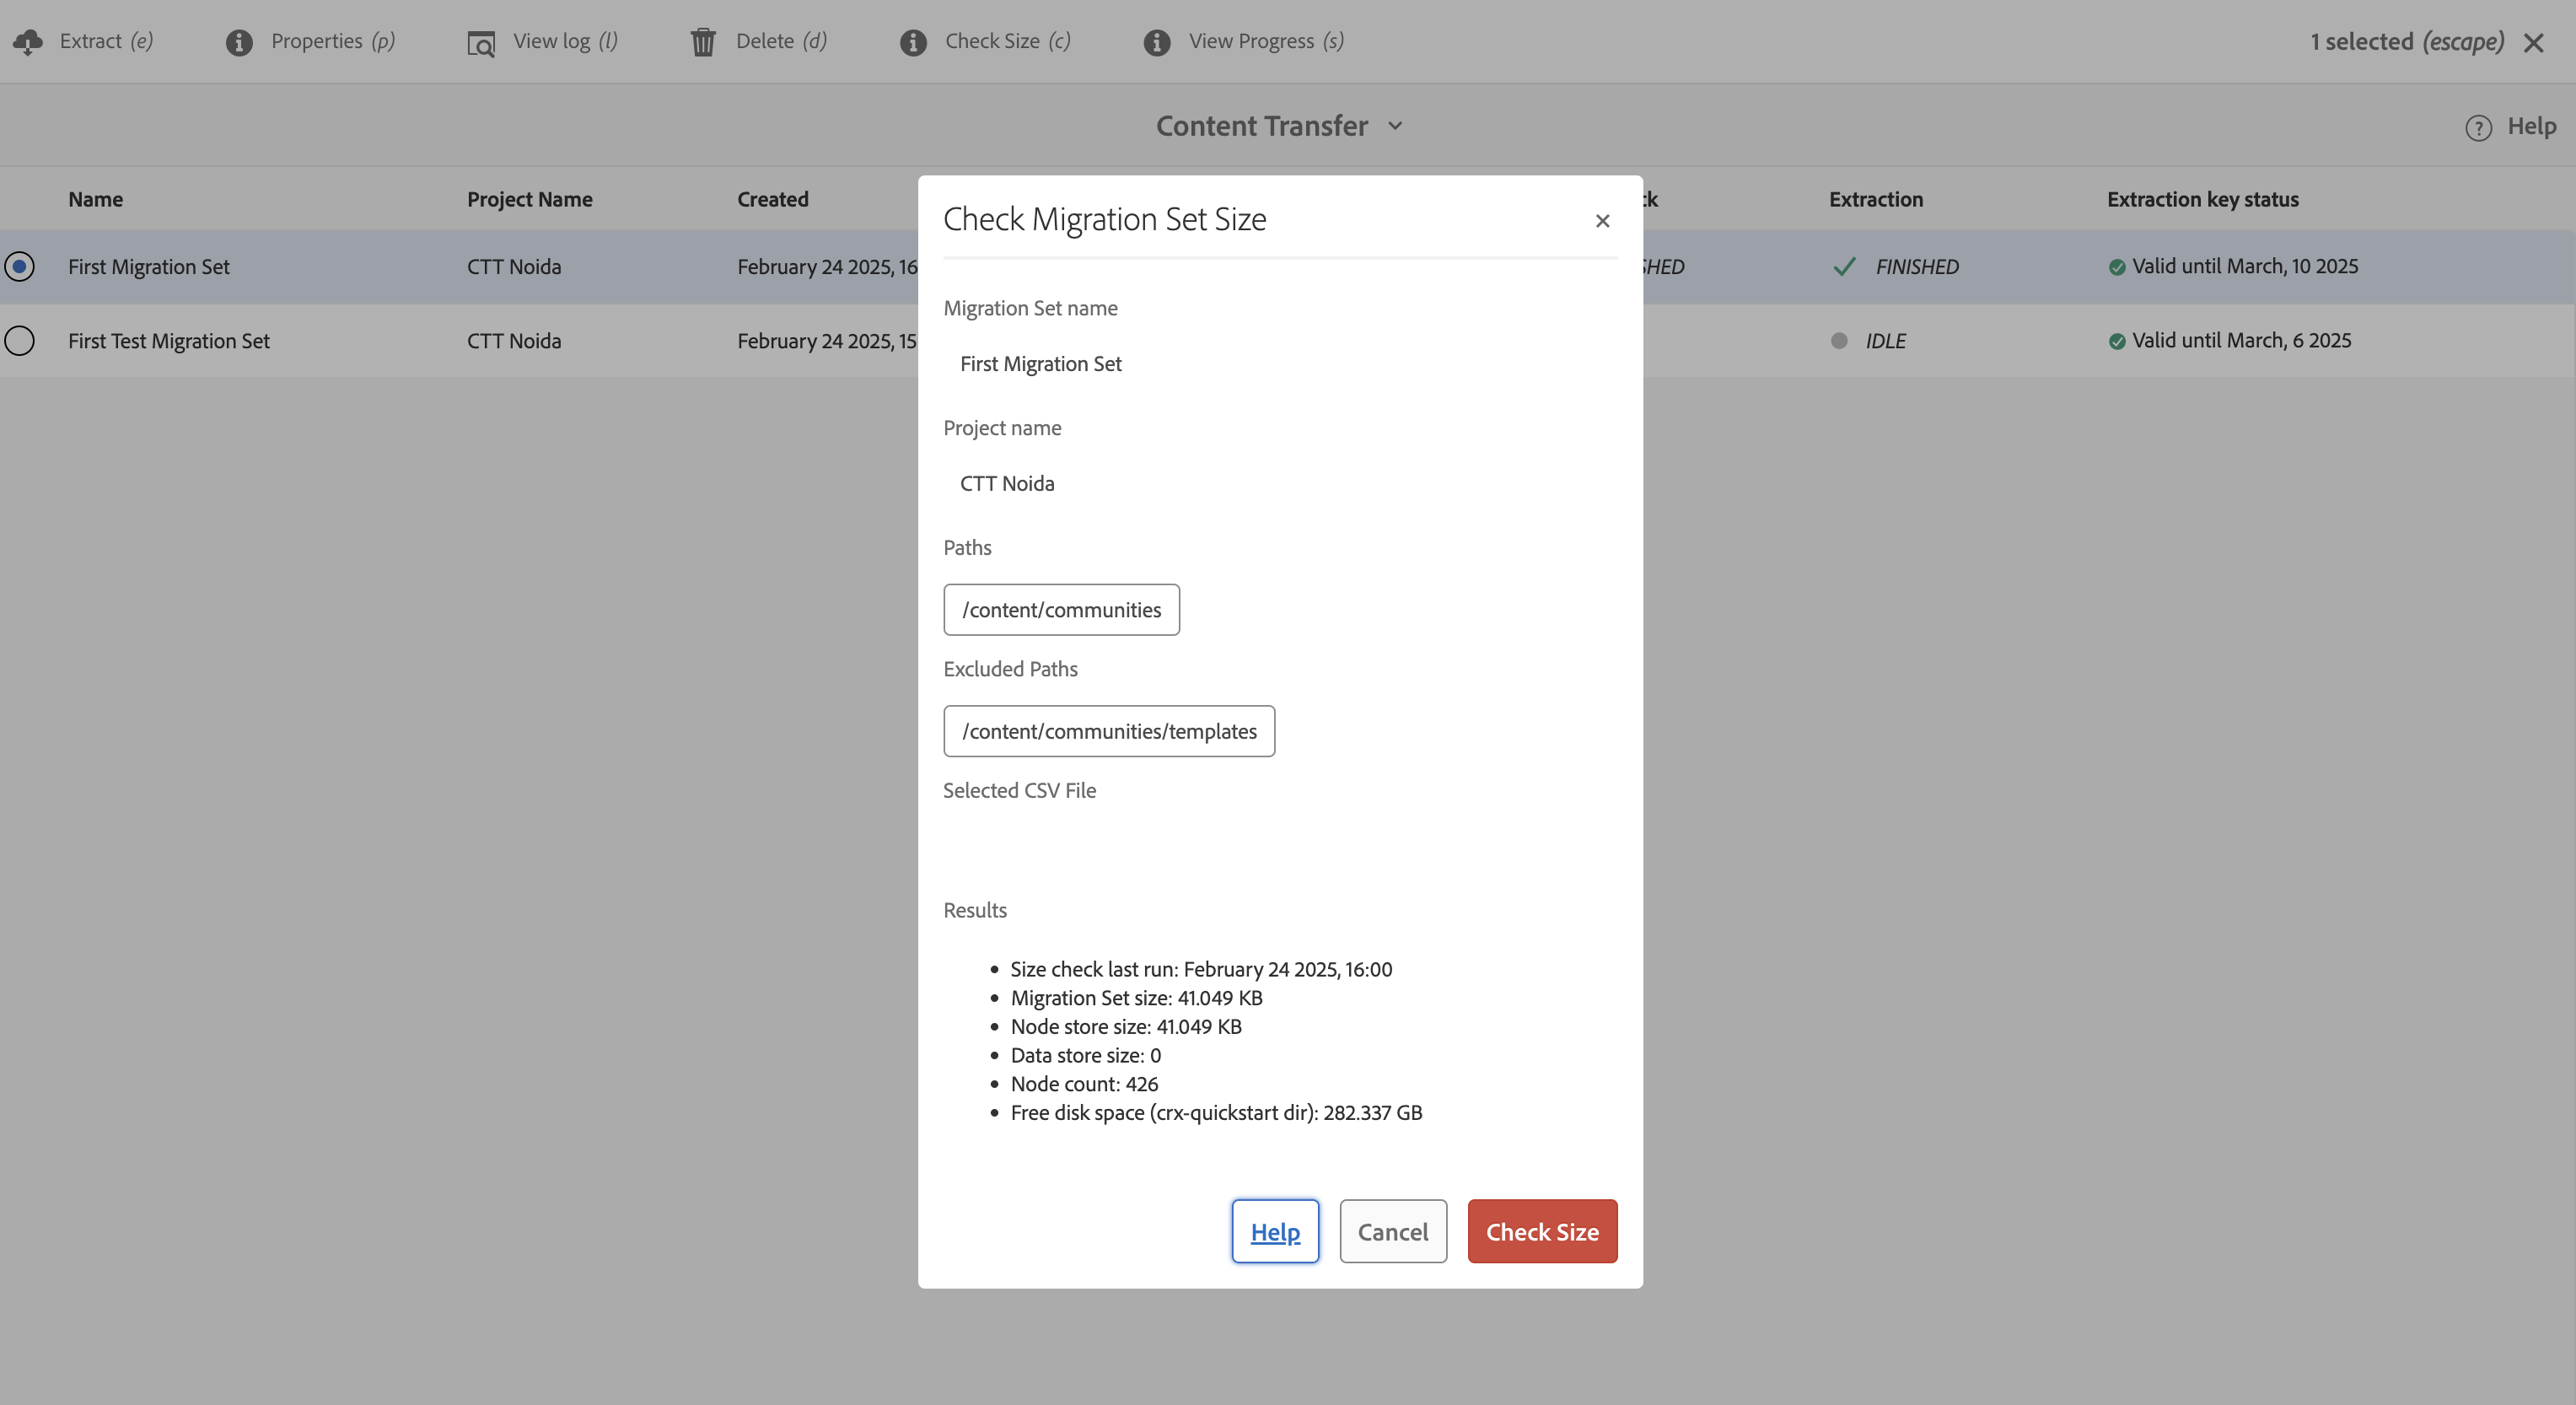 Extract (e) Properties (p) View log (l) Delete (d) Check Size (c) View Progress (s) 1 selected (escape)
Content Transfer Help
Name Project Name Created Extraction Extraction key status
First Migration Set CTT Noida February 24 2025, 16 FINISHED Valid until March, 10 2025
First Test Migration Set CTT Noida February 24 2025, 15 IDLE Valid until March, 6 2025
Check Migration Set Size
Migration Set name
First Migration Set
Project name
CTT Noida
Paths
/content/communities
Excluded Paths
/content/communities/templates
Selected CSV File
Results
• Size check last run: February 24 2025, 16:00
• Migration Set size: 41.049 KB
• Node store size: 41.049 KB
• Data store size: 0
• Node count: 426
• Free disk space (crx-quickstart dir): 282.337 GB
Help Cancel Check Size